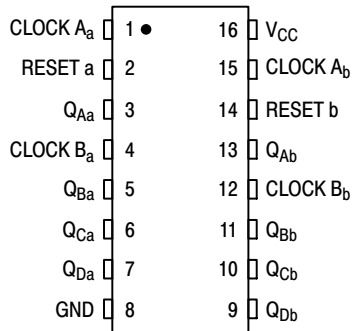 CLOCK Aa 1 16 VCC
RESET a 2 15 CLOCK Ab
QAa 3 14 RESET b
CLOCK Ba 4 13 QAb
QBa 5 12 CLOCK Bb
QCa 6 11 QBb
QDa 7 10 QCb
GND 8 9 QDb